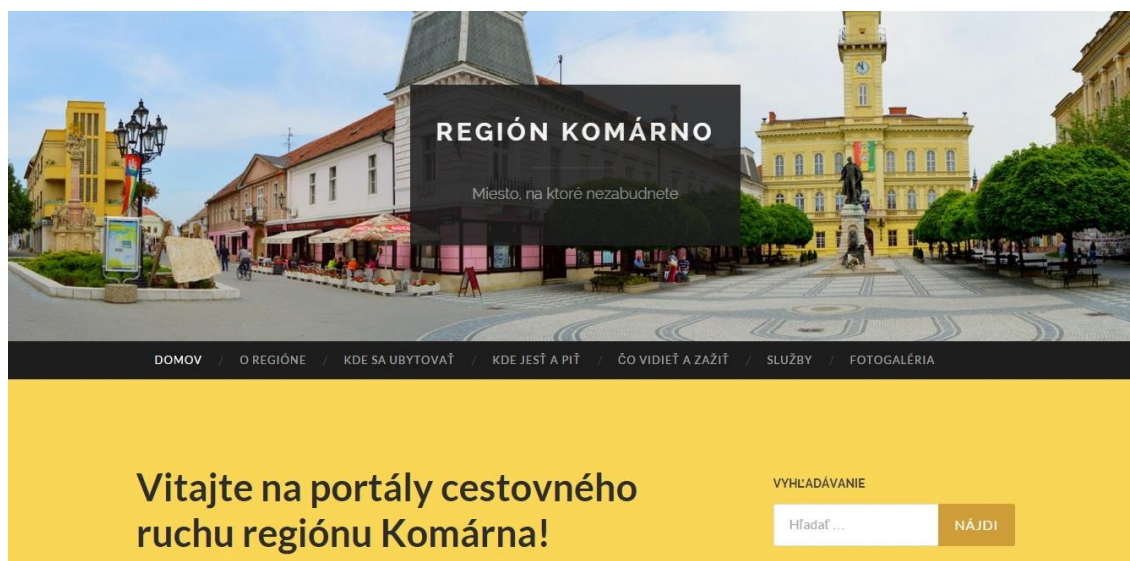 REGIÓN KOMÁRNO
Miesto, na ktoré nezabudnete
DOMOV / O REGIÓNE / KDE SA UBYTOVAŤ / KDE JESŤ A PIŤ / ČO VIDIEŤ A ZAŽIŤ / SLUŽBY / FOTOGALÉRIA
Vitajte na portály cestovného
ruchu regiónu Komárna!
VYHĽADÁVANIE
Hľadať ...
NÁJDI